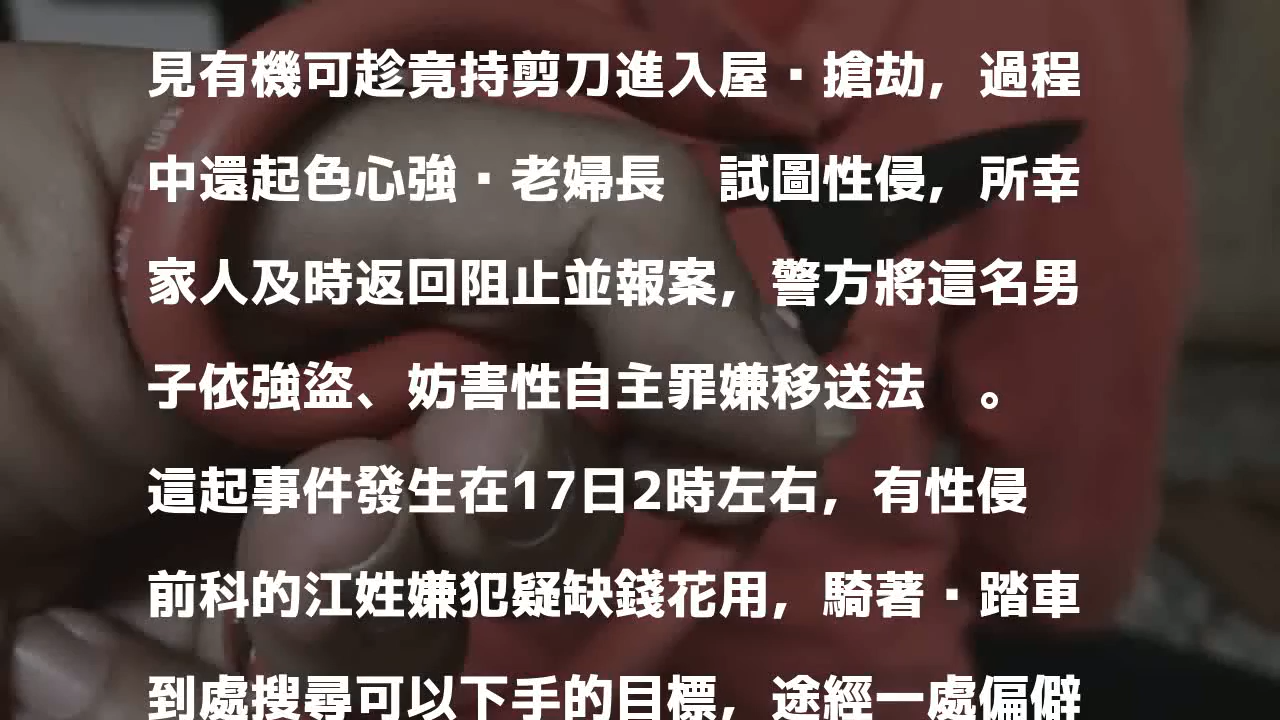 見有機可趁竟持剪刀進入屋▪搶劫，過程
中還起色心強▪老婦長　試圖性侵，所幸
家人及時返回阻止並報案，警方將這名男
子依強盜、妨害性自主罪嫌移送法　。
這起事件發生在17日2時左右，有性侵
前科的江姓嫌犯疑缺錢花用，騎著▪踏車
到處搜尋可以下手的目標，途經一處偏僻